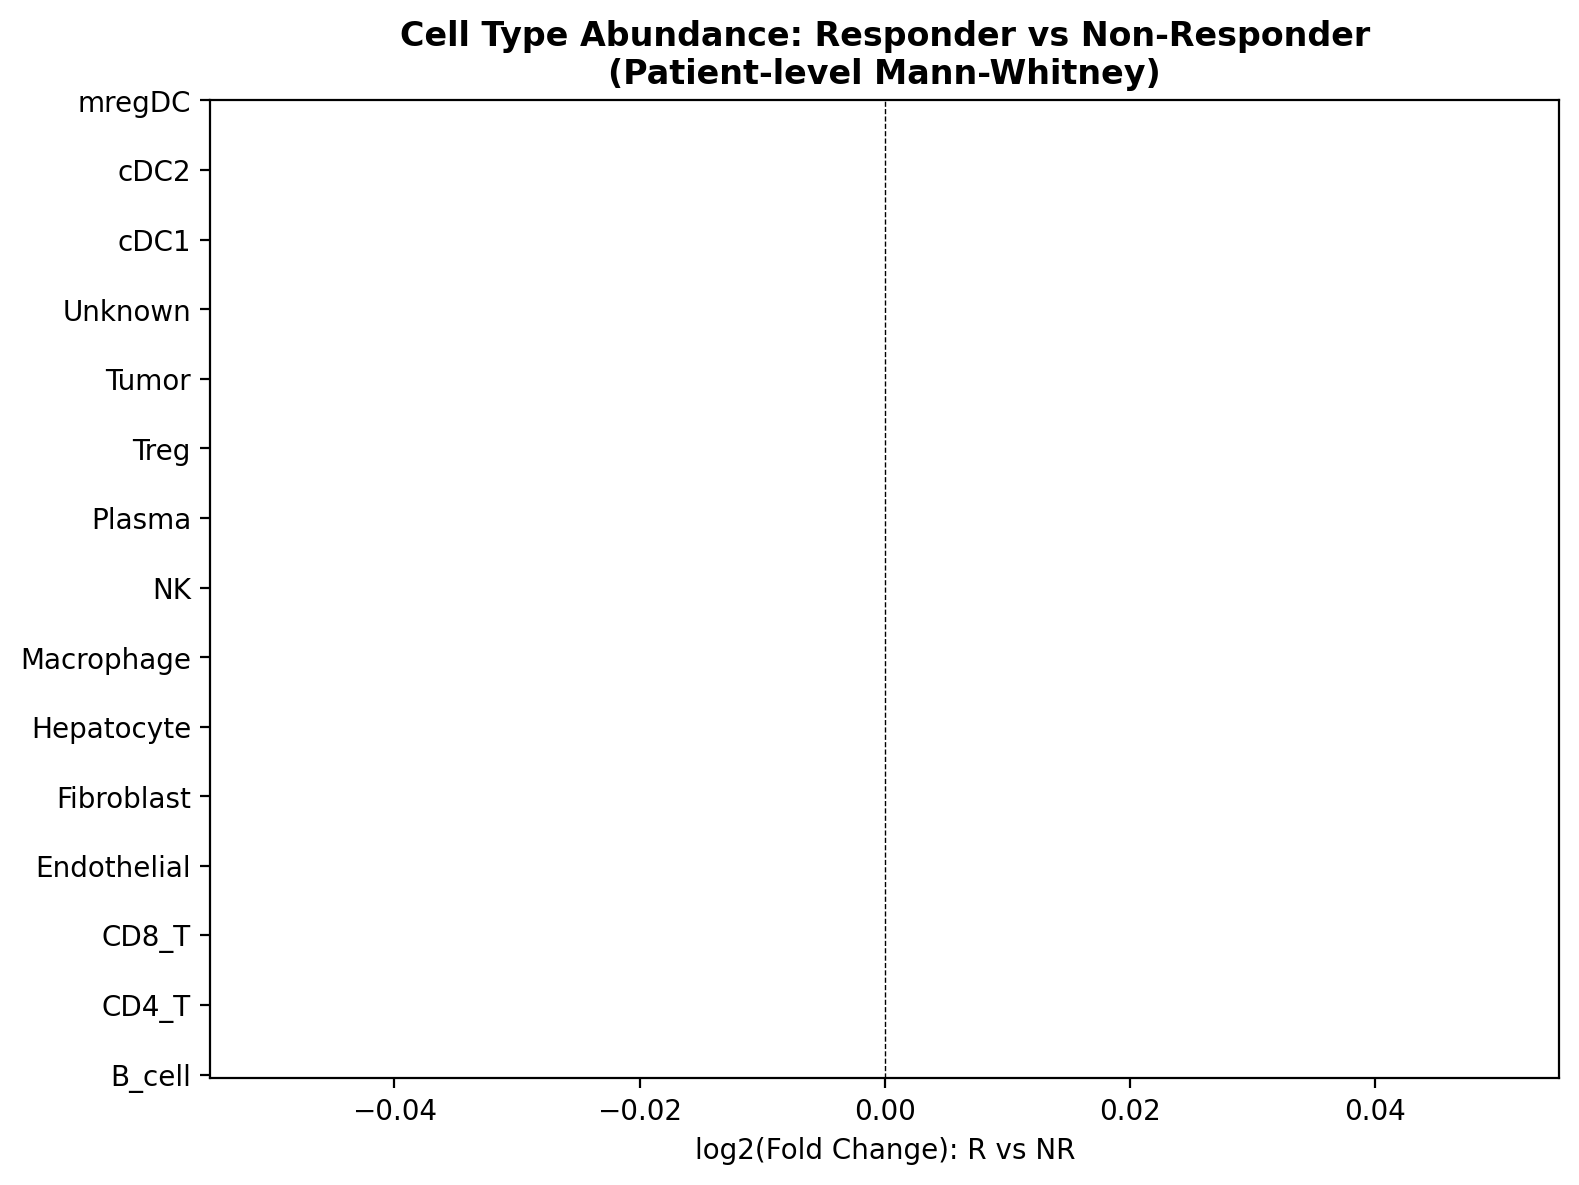 Cell Type Abundance: Responder vs Non-Responder
(Patient-level Mann-Whitney)
mregDC
cDC2
cDC1
Unknown
Tumor
Treg
Plasma
NK
Macrophage
Hepatocyte
Fibroblast
Endothelial
CD8_T
CD4_T
B_cell
−0.04 −0.02 0.00 0.02 0.04
log2(Fold Change): R vs NR